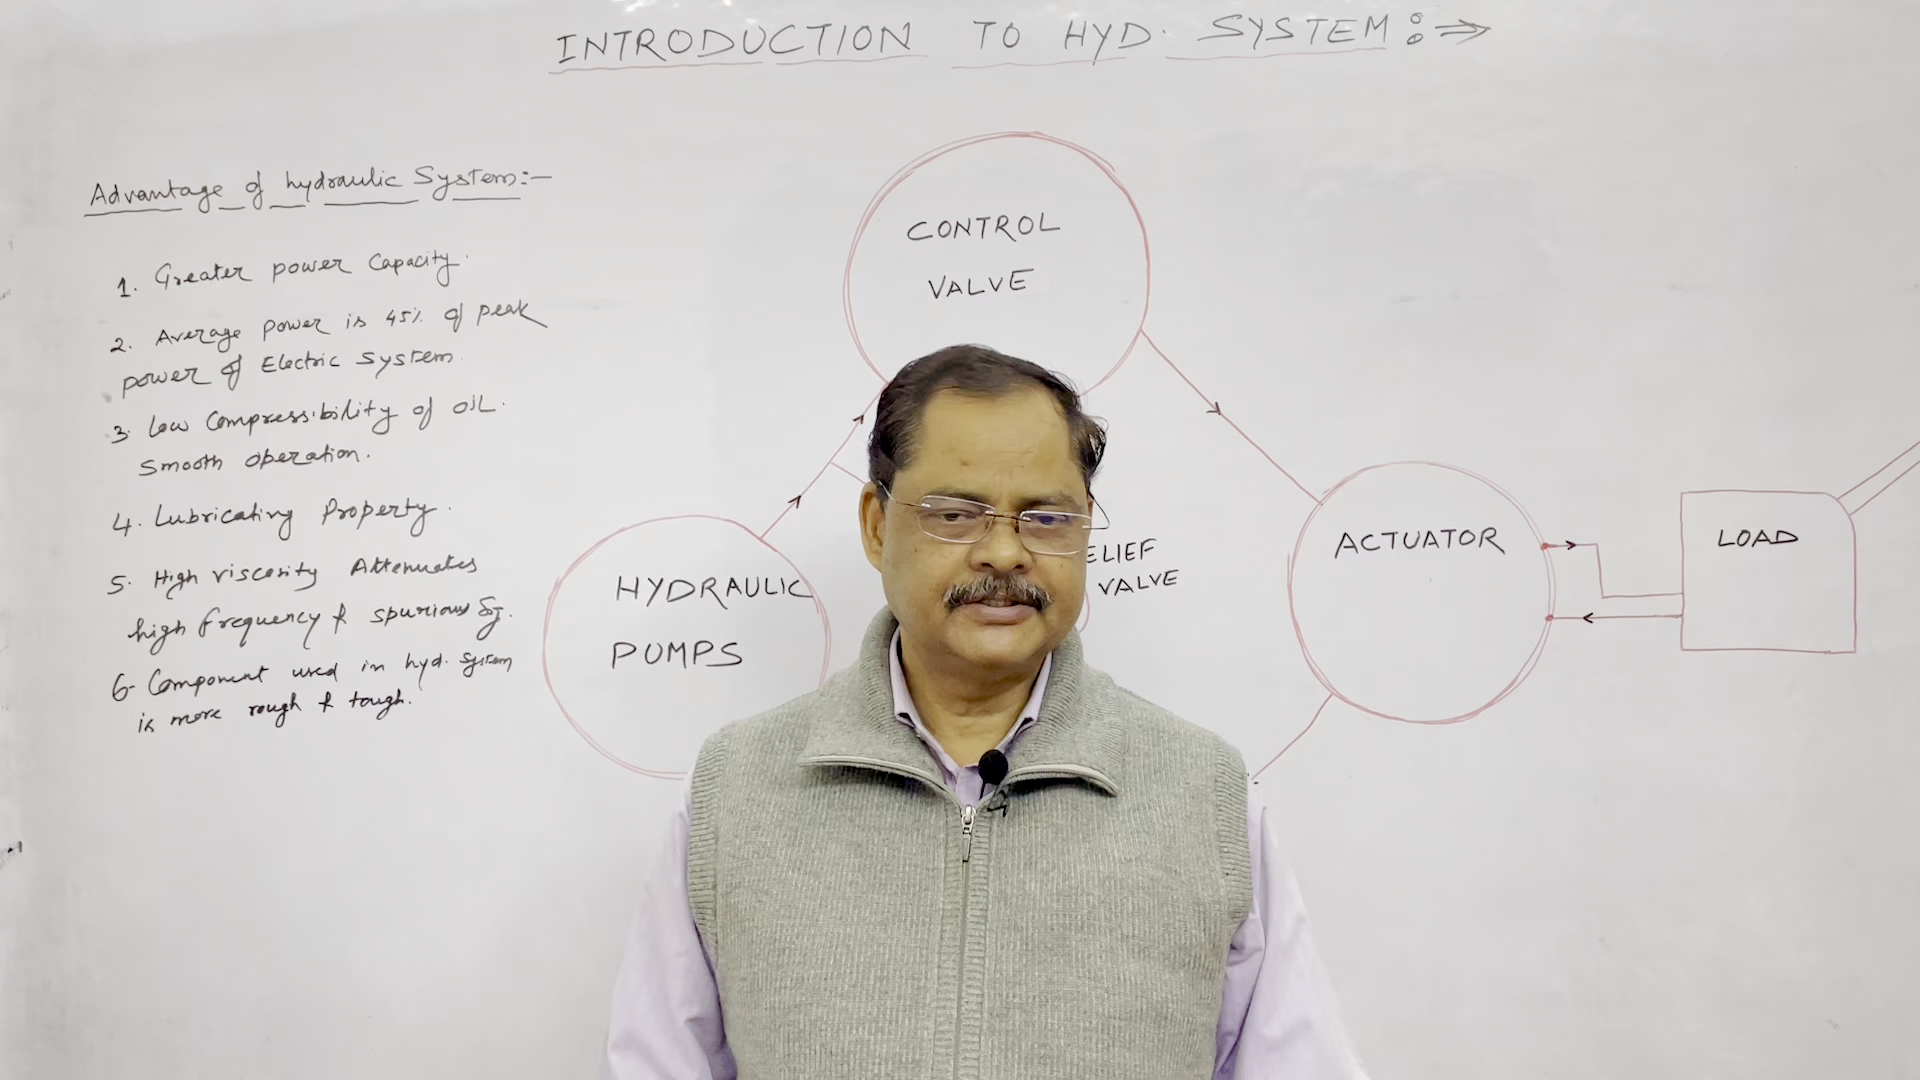 INTRODUCTION TO HYD. SYSTEM:⇒
Advantage of hydraulic System:-
1. Greater power Capacity.
2. Average power is 45% of peak
power of Electric System.
3. Low Compressibility of OIL.
Smooth operation.
4. Lubricating Property.
5. High viscosity Attenuates
high frequency & spurious Sg.
6- Component used in hyd. System
is more rough & tough.
CONTROL
VALVE
HYDRAULIC
PUMPS
ELIEF
VALVE
ACTUATOR
LOAD